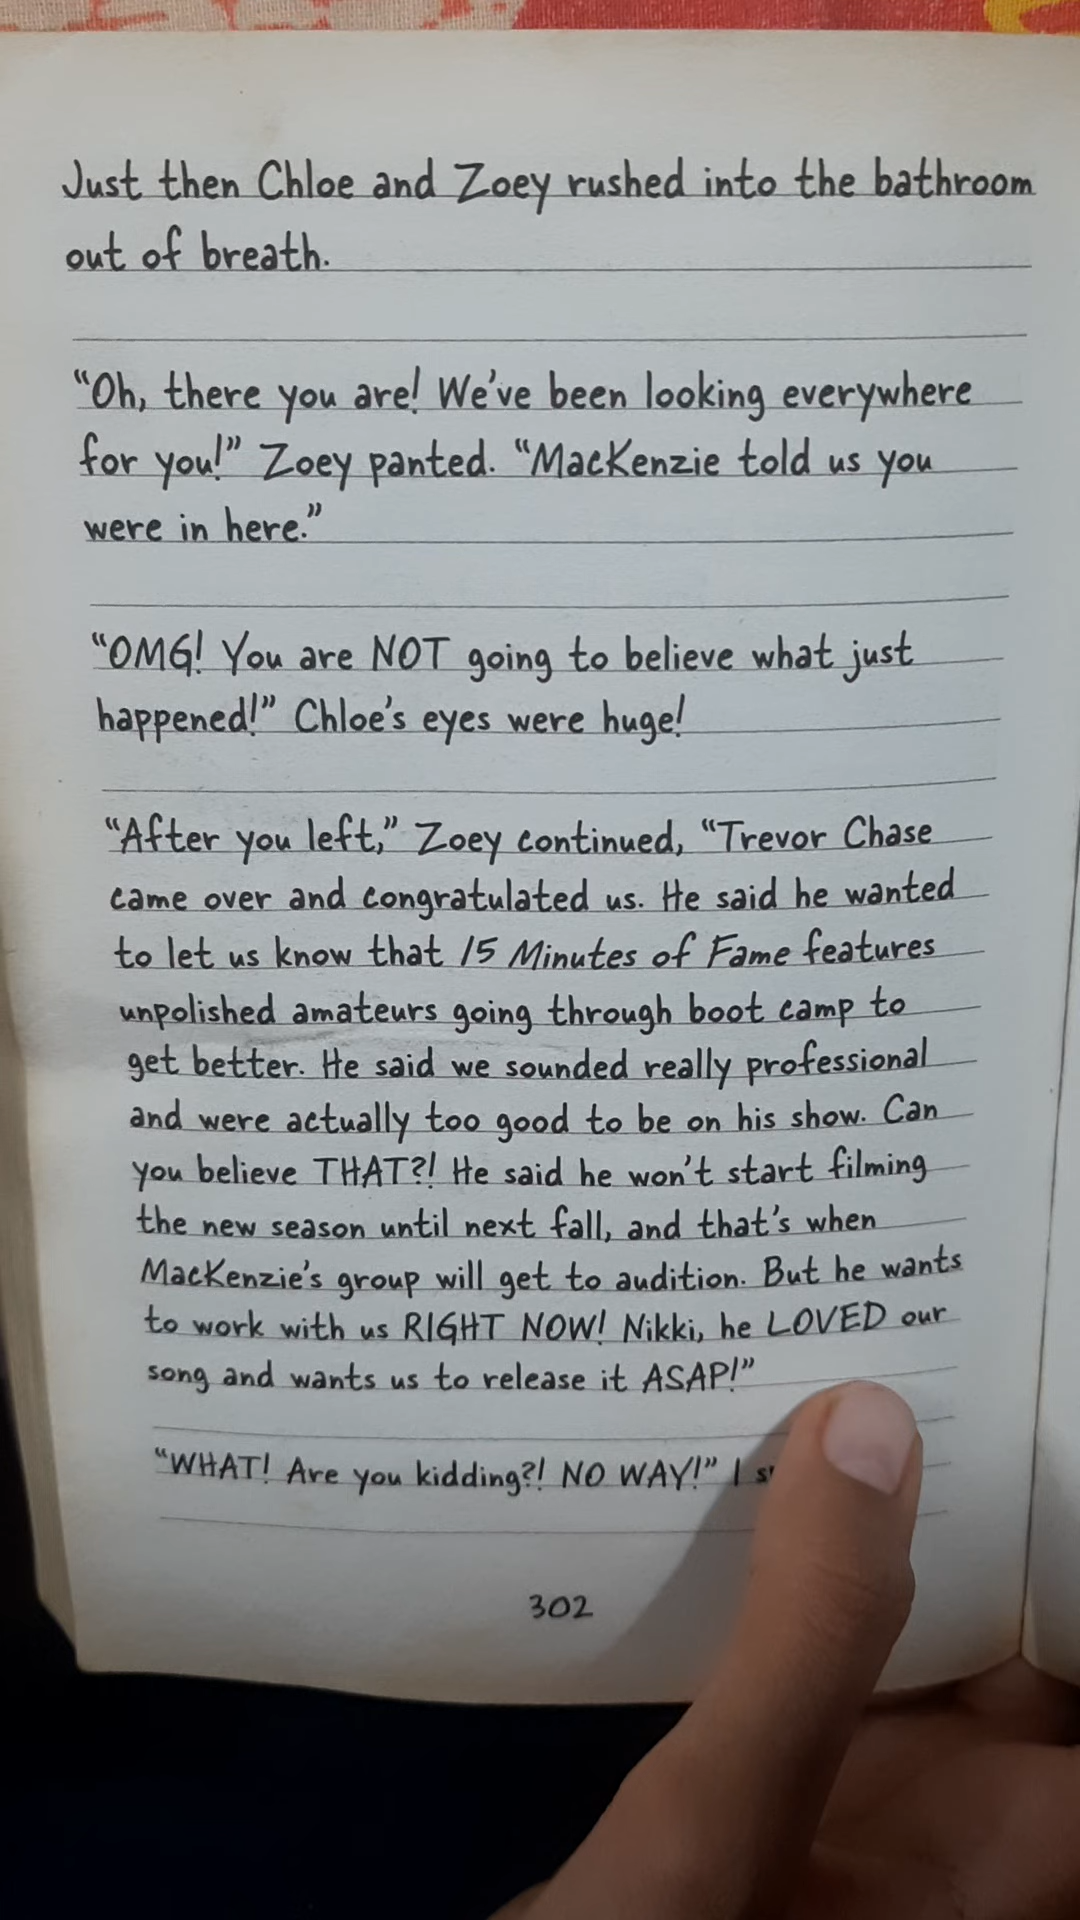 Just then Chloe and Zoey rushed into the bathroom
out of breath.
"Oh, there you are! We've been looking everywhere
for you!" Zoey panted. "MacKenzie told us you
were in here."
"OMG! You are NOT going to believe what just
happened!" Chloe's eyes were huge!
"After you left," Zoey continued, "Trevor Chase
came over and congratulated us. He said he wanted
to let us know that 15 Minutes of Fame features
unpolished amateurs going through boot camp to
get better. He said we sounded really professional
and were actually too good to be on his show. Can
you believe THAT?! He said he won't start filming
the new season until next fall, and that's when
MacKenzie's group will get to audition. But he wants
to work with us RIGHT NOW! Nikki, he LOVED our
song and wants us to release it ASAP!"
"WHAT! Are you kidding?! NO WAY!" I
302